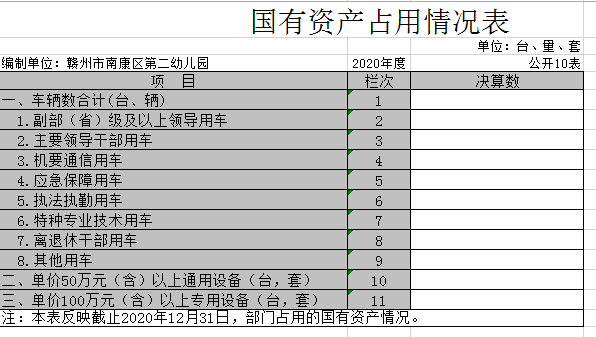 国有资产占用情况表
单位：台、量、套
编制单位：赣州市南康区第二幼儿园 2020年度 公开10表
项 目 栏次 决算数
一、车辆数合计(台、辆) 1
1.副部（省）级及以上领导用车 2
2.主要领导干部用车 3
3.机要通信用车 4
4.应急保障用车 5
5.执法执勤用车 6
6.特种专业技术用车 7
7.离退休干部用车 8
8.其他用车 9
二、单价50万元（含）以上通用设备（台,套） 10
三、单价100万元（含）以上专用设备（台,套） 11
注：本表反映截止2020年12月31日，部门占用的国有资产情况。